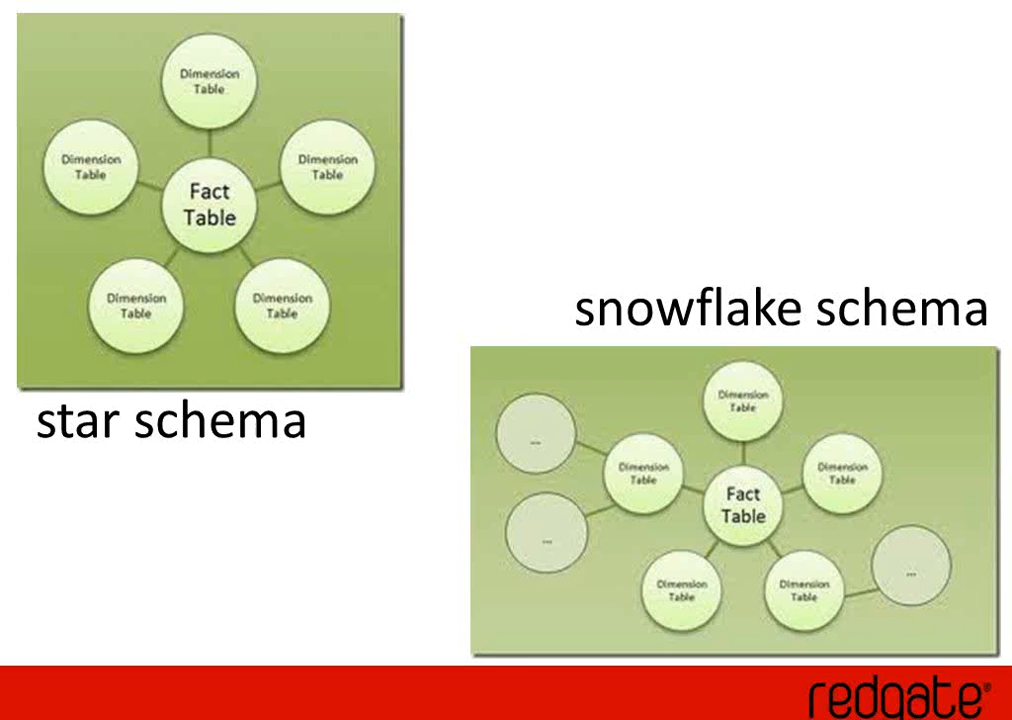 Dimension
Table
Dimension
Table
Dimension
Table
Fact
Table
Dimension
Table
Dimension
Table
star schema
snowflake schema
Dimension
Table
...
Dimension
Table
Dimension
Table
Fact
Table
...
Dimension
Table
Dimension
Table
...
redgate®